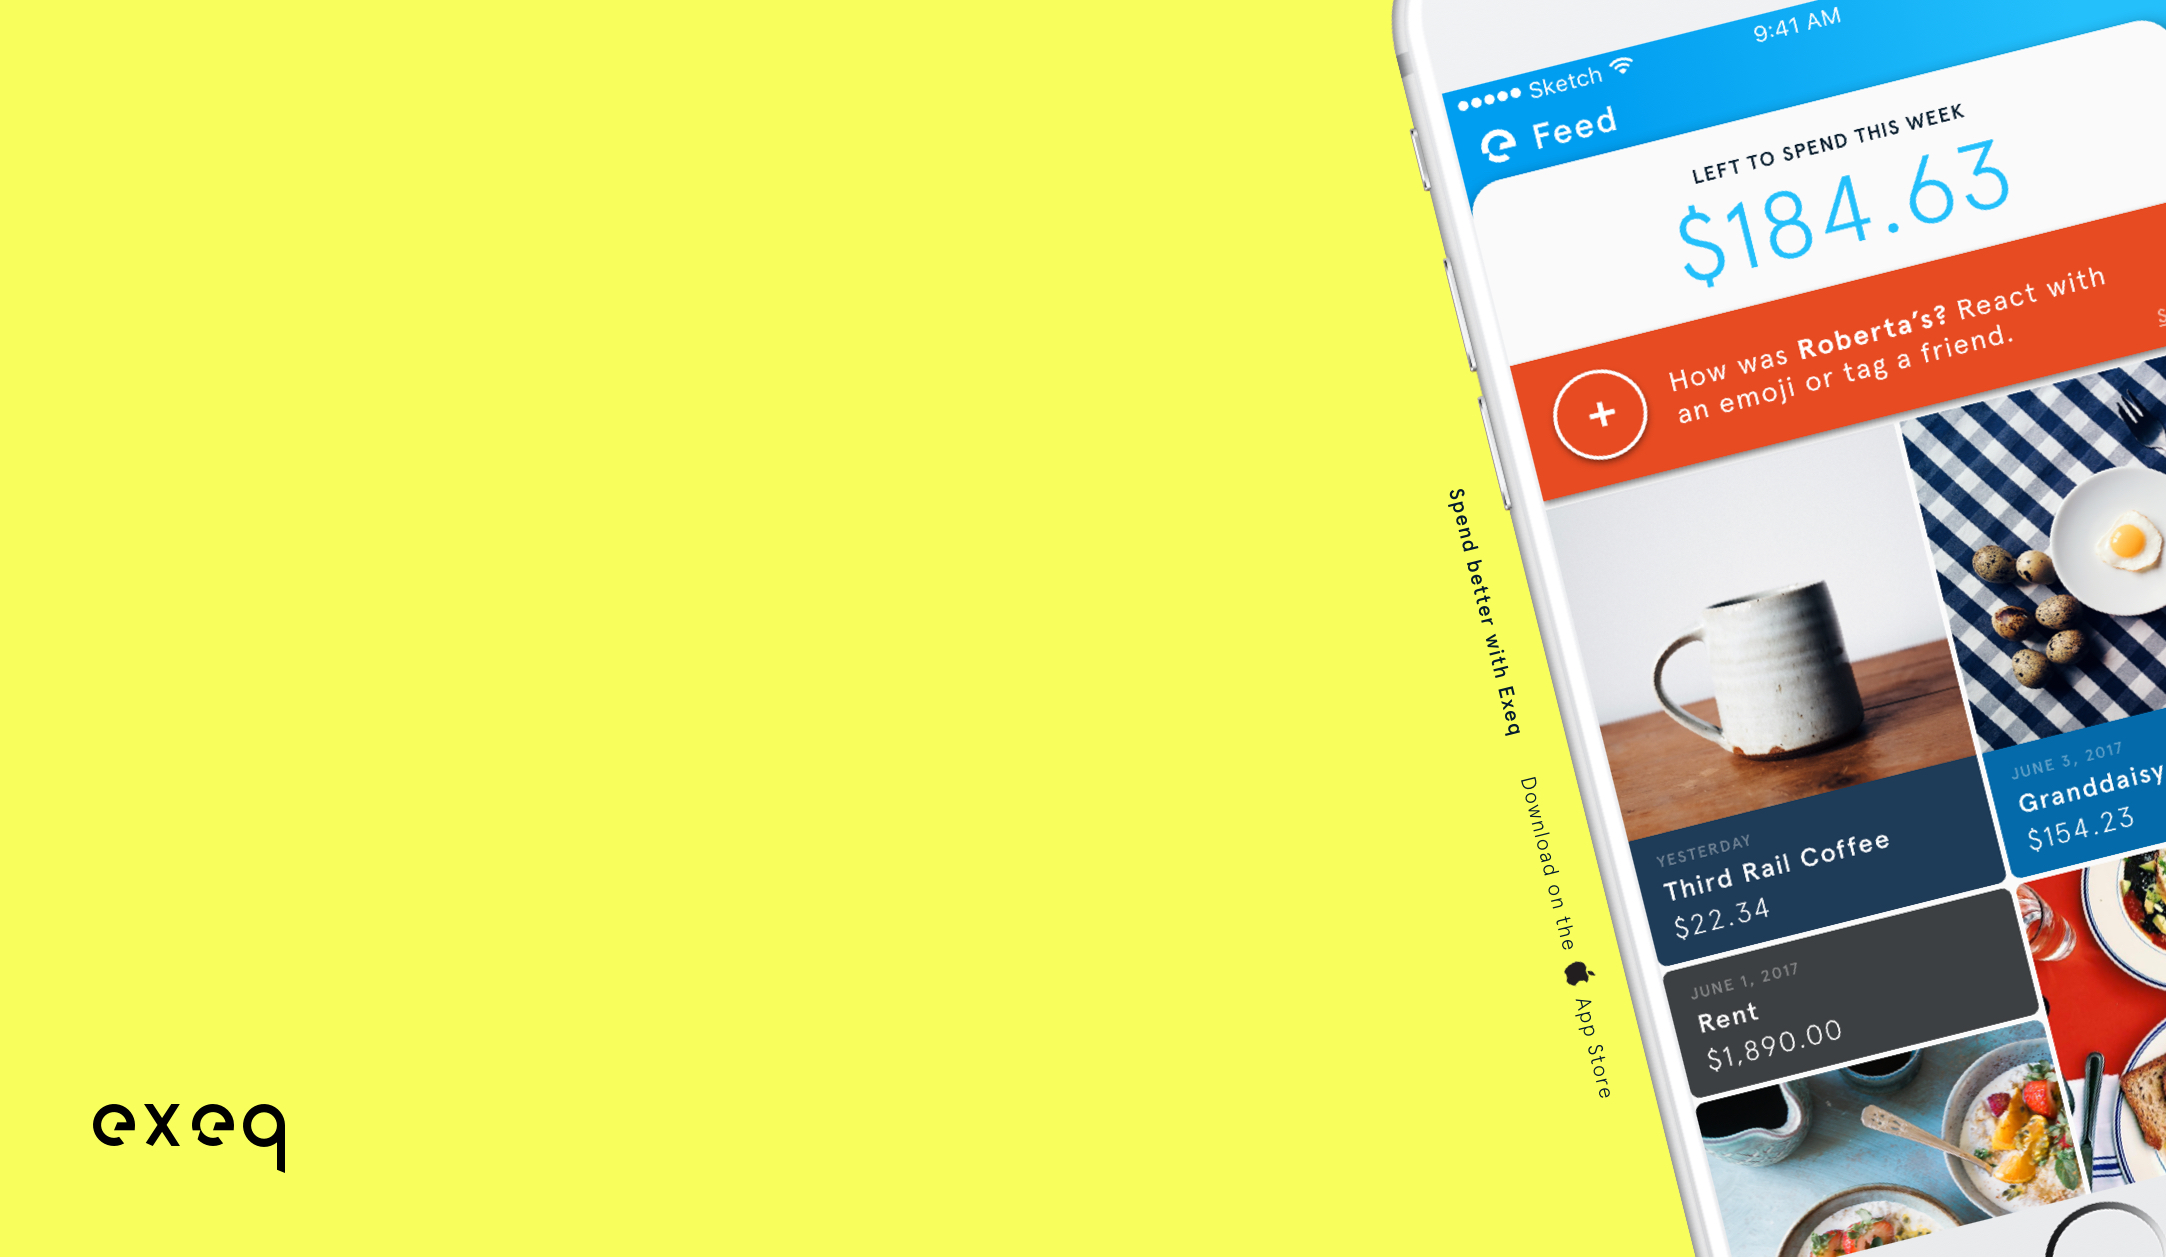 9:41 AM
Sketch
Feed
LEFT TO SPEND THIS WEEK
$184.63
How was Roberta's? React with
an emoji or tag a friend.
Spend better with Exeq
Download on the App Store
YESTERDAY
Third Rail Coffee
$22.34
JUNE 3, 2017
Granddaisy
$154.23
JUNE 1, 2017
Rent
$1,890.00
exeq